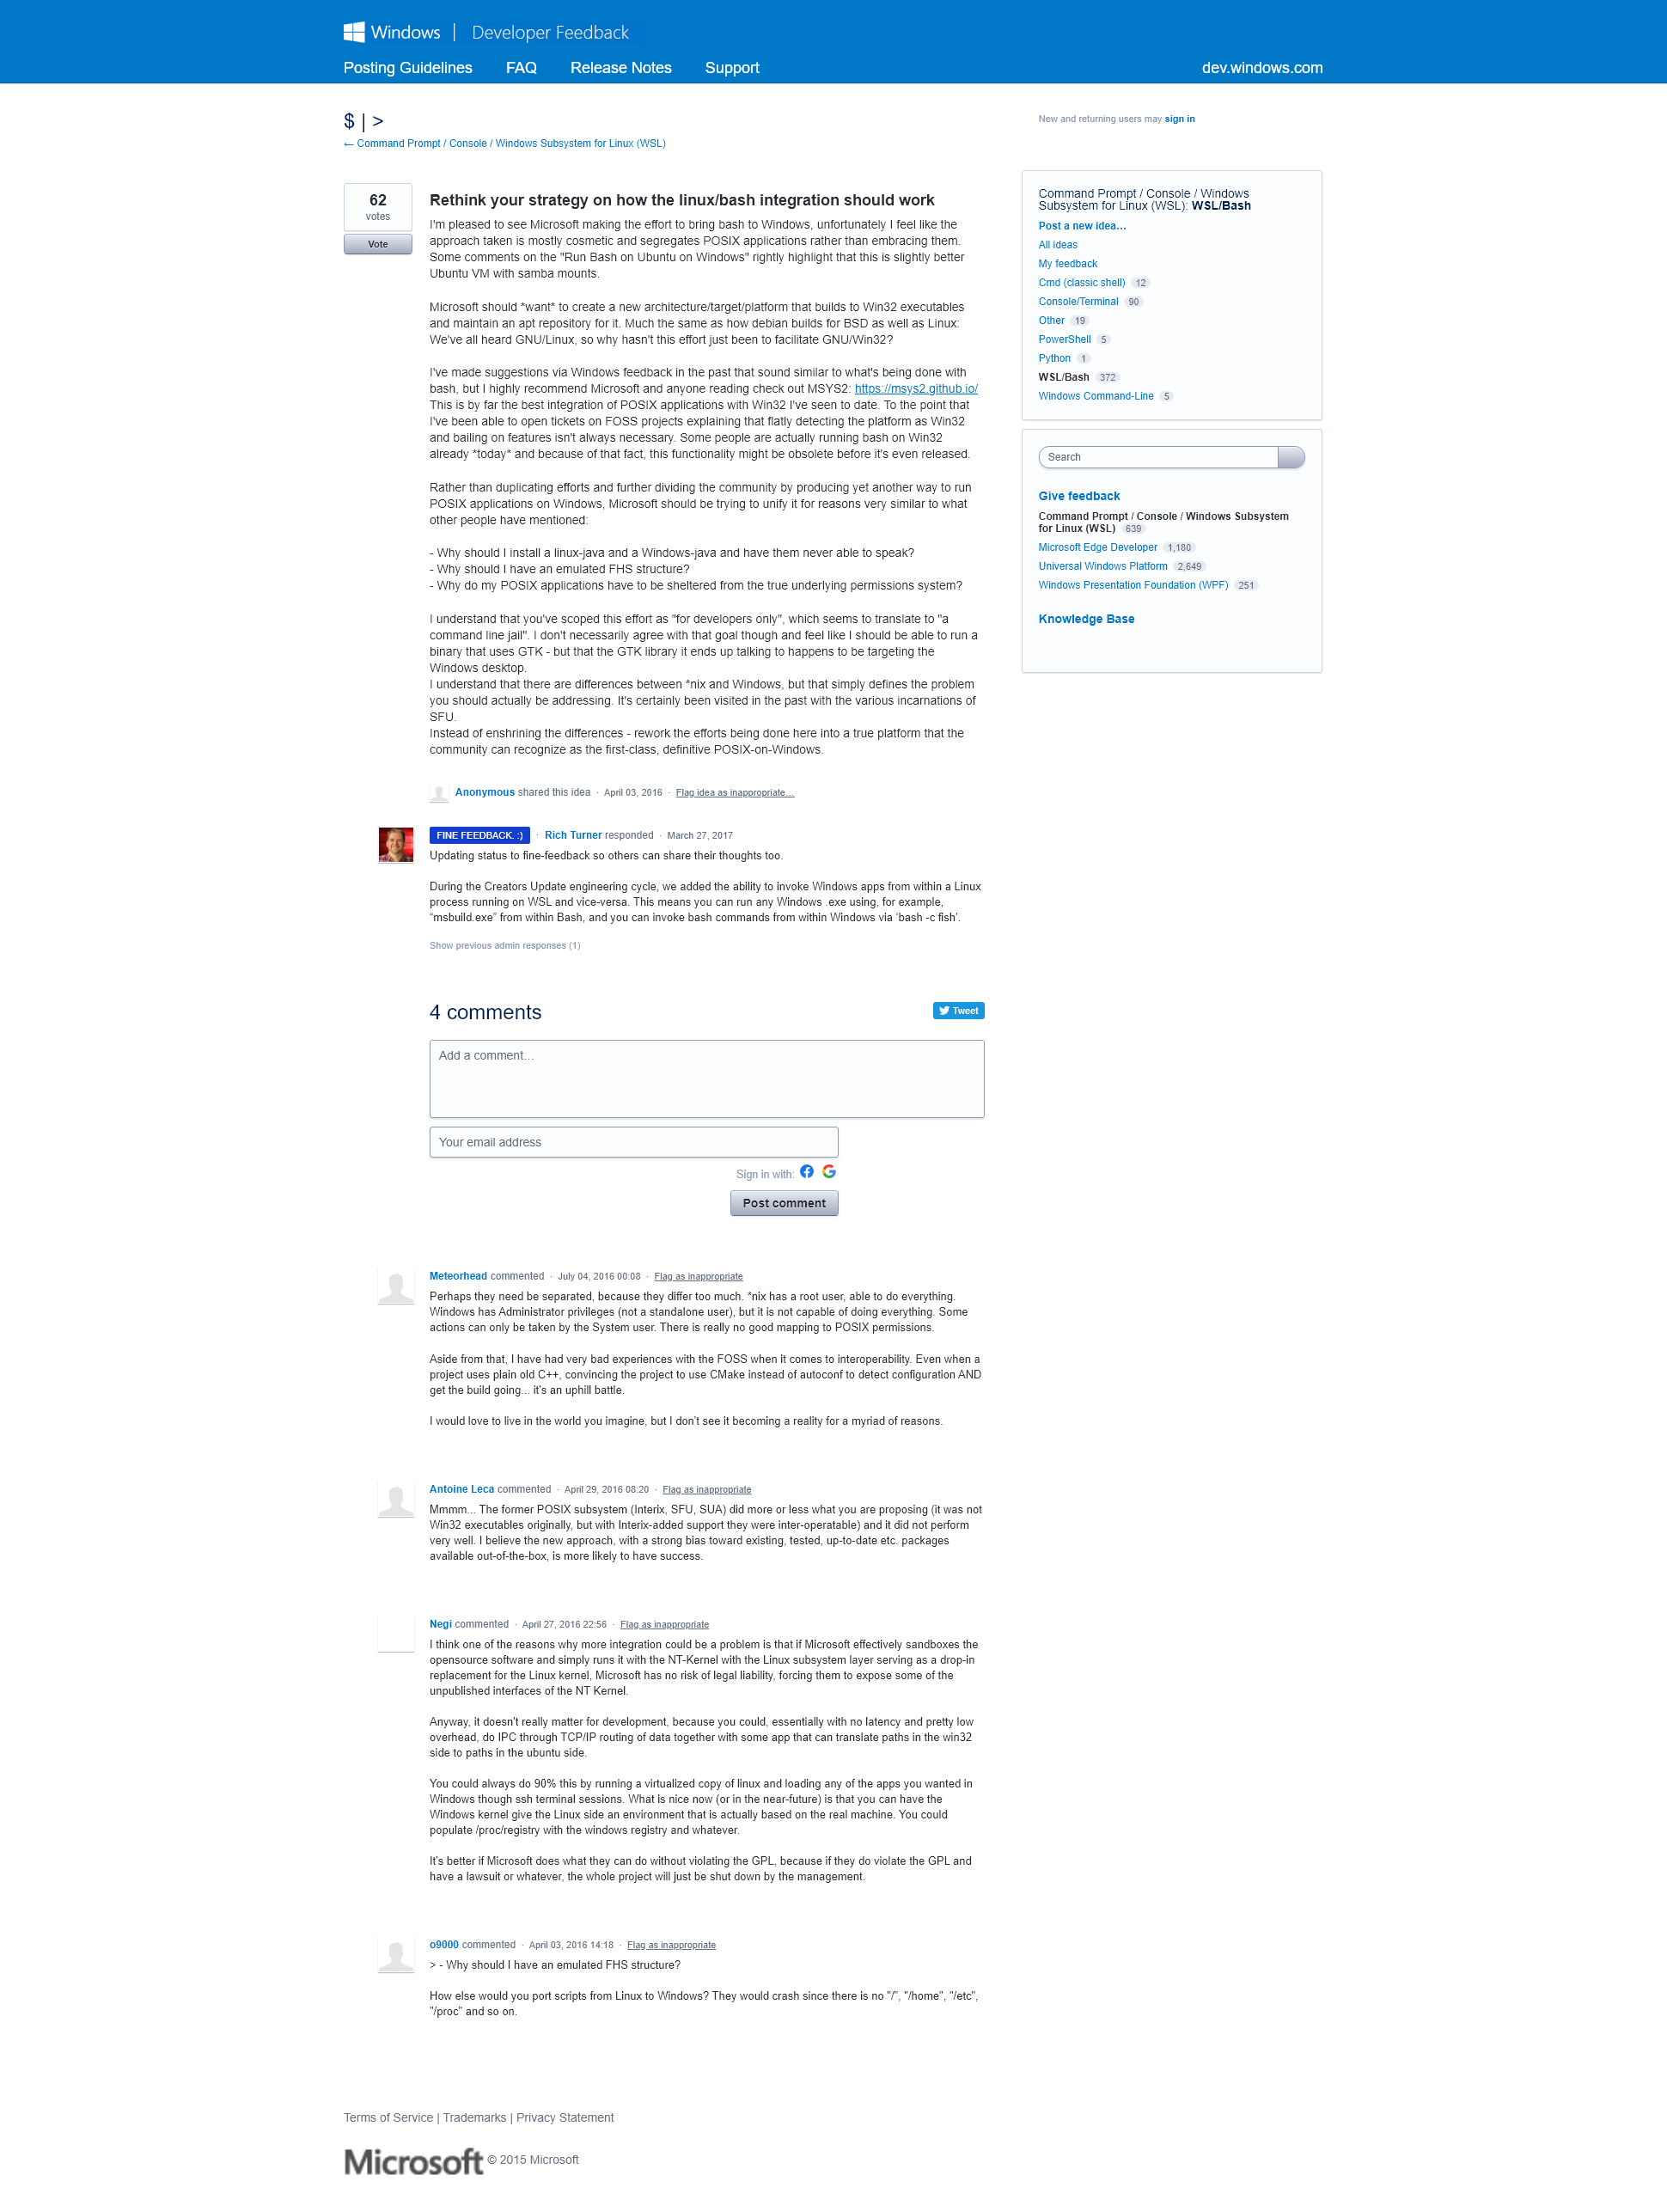 Windows | Developer Feedback
Posting Guidelines FAQ Release Notes Support dev.windows.com
$ | >
New and returning users may sign in
← Command Prompt / Console / Windows Subsystem for Linux (WSL)
62
votes
Vote
Rethink your strategy on how the linux/bash integration should work
I'm pleased to see Microsoft making the effort to bring bash to Windows, unfortunately I feel like the
approach taken is mostly cosmetic and segregates POSIX applications rather than embracing them.
Some comments on the "Run Bash on Ubuntu on Windows" rightly highlight that this is slightly better
Ubuntu VM with samba mounts.
Microsoft should *want* to create a new architecture/target/platform that builds to Win32 executables
and maintain an apt repository for it. Much the same as how debian builds for BSD as well as Linux:
We've all heard GNU/Linux, so why hasn't this effort just been to facilitate GNU/Win32?
I've made suggestions via Windows feedback in the past that sound similar to what's being done with
bash, but I highly recommend Microsoft and anyone reading check out MSYS2: https://msys2.github.io/
This is by far the best integration of POSIX applications with Win32 I've seen to date. To the point that
I've been able to open tickets on FOSS projects explaining that flatly detecting the platform as Win32
and bailing on features isn't always necessary. Some people are actually running bash on Win32
already *today* and because of that fact, this functionality might be obsolete before it's even released.
Rather than duplicating efforts and further dividing the community by producing yet another way to run
POSIX applications on Windows, Microsoft should be trying to unify it for reasons very similar to what
other people have mentioned:
- Why should I install a linux-java and a Windows-java and have them never able to speak?
- Why should I have an emulated FHS structure?
- Why do my POSIX applications have to be sheltered from the true underlying permissions system?
I understand that you've scoped this effort as "for developers only", which seems to translate to "a
command line jail". I don't necessarily agree with that goal though and feel like I should be able to run a
binary that uses GTK - but that the GTK library it ends up talking to happens to be targeting the
Windows desktop.
I understand that there are differences between *nix and Windows, but that simply defines the problem
you should actually be addressing. It's certainly been visited in the past with the various incarnations of
SFU.
Instead of enshrining the differences - rework the efforts being done here into a true platform that the
community can recognize as the first-class, definitive POSIX-on-Windows.
Anonymous shared this idea · April 03, 2016 · Flag idea as inappropriate…
FINE FEEDBACK. :) · Rich Turner responded · March 27, 2017
Updating status to fine-feedback so others can share their thoughts too.
During the Creators Update engineering cycle, we added the ability to invoke Windows apps from within a Linux
process running on WSL and vice-versa. This means you can run any Windows .exe using, for example,
“msbuild.exe” from within Bash, and you can invoke bash commands from within Windows via ‘bash -c fish’.
Show previous admin responses (1)
4 comments
Tweet
Add a comment…
Your email address
Sign in with:
Post comment
Meteorhead commented · July 04, 2016 00:08 · Flag as inappropriate
Perhaps they need be separated, because they differ too much. *nix has a root user, able to do everything.
Windows has Administrator privileges (not a standalone user), but it is not capable of doing everything. Some
actions can only be taken by the System user. There is really no good mapping to POSIX permissions.
Aside from that, I have had very bad experiences with the FOSS when it comes to interoperability. Even when a
project uses plain old C++, convincing the project to use CMake instead of autoconf to detect configuration AND
get the build going... it's an uphill battle.
I would love to live in the world you imagine, but I don't see it becoming a reality for a myriad of reasons.
Antoine Leca commented · April 29, 2016 08:20 · Flag as inappropriate
Mmmm... The former POSIX subsystem (Interix, SFU, SUA) did more or less what you are proposing (it was not
Win32 executables originally, but with Interix-added support they were inter-operatable) and it did not perform
very well. I believe the new approach, with a strong bias toward existing, tested, up-to-date etc. packages
available out-of-the-box, is more likely to have success.
Negi commented · April 27, 2016 22:56 · Flag as inappropriate
I think one of the reasons why more integration could be a problem is that if Microsoft effectively sandboxes the
opensource software and simply runs it with the NT-Kernel with the Linux subsystem layer serving as a drop-in
replacement for the Linux kernel, Microsoft has no risk of legal liability, forcing them to expose some of the
unpublished interfaces of the NT Kernel.
Anyway, it doesn't really matter for development, because you could, essentially with no latency and pretty low
overhead, do IPC through TCP/IP routing of data together with some app that can translate paths in the win32
side to paths in the ubuntu side.
You could always do 90% this by running a virtualized copy of linux and loading any of the apps you wanted in
Windows though ssh terminal sessions. What is nice now (or in the near-future) is that you can have the
Windows kernel give the Linux side an environment that is actually based on the real machine. You could
populate /proc/registry with the windows registry and whatever.
It's better if Microsoft does what they can do without violating the GPL, because if they do violate the GPL and
have a lawsuit or whatever, the whole project will just be shut down by the management.
o9000 commented · April 03, 2016 14:18 · Flag as inappropriate
> - Why should I have an emulated FHS structure?
How else would you port scripts from Linux to Windows? They would crash since there is no "/", "/home", "/etc",
"/proc" and so on.
Command Prompt / Console / Windows
Subsystem for Linux (WSL): WSL/Bash
Post a new idea…
All ideas
My feedback
Cmd (classic shell) 12
Console/Terminal 90
Other 19
PowerShell 5
Python 1
WSL/Bash 372
Windows Command-Line 5
Search
Give feedback
Command Prompt / Console / Windows Subsystem
for Linux (WSL) 639
Microsoft Edge Developer 1,180
Universal Windows Platform 2,649
Windows Presentation Foundation (WPF) 251
Knowledge Base
Terms of Service | Trademarks | Privacy Statement
Microsoft © 2015 Microsoft